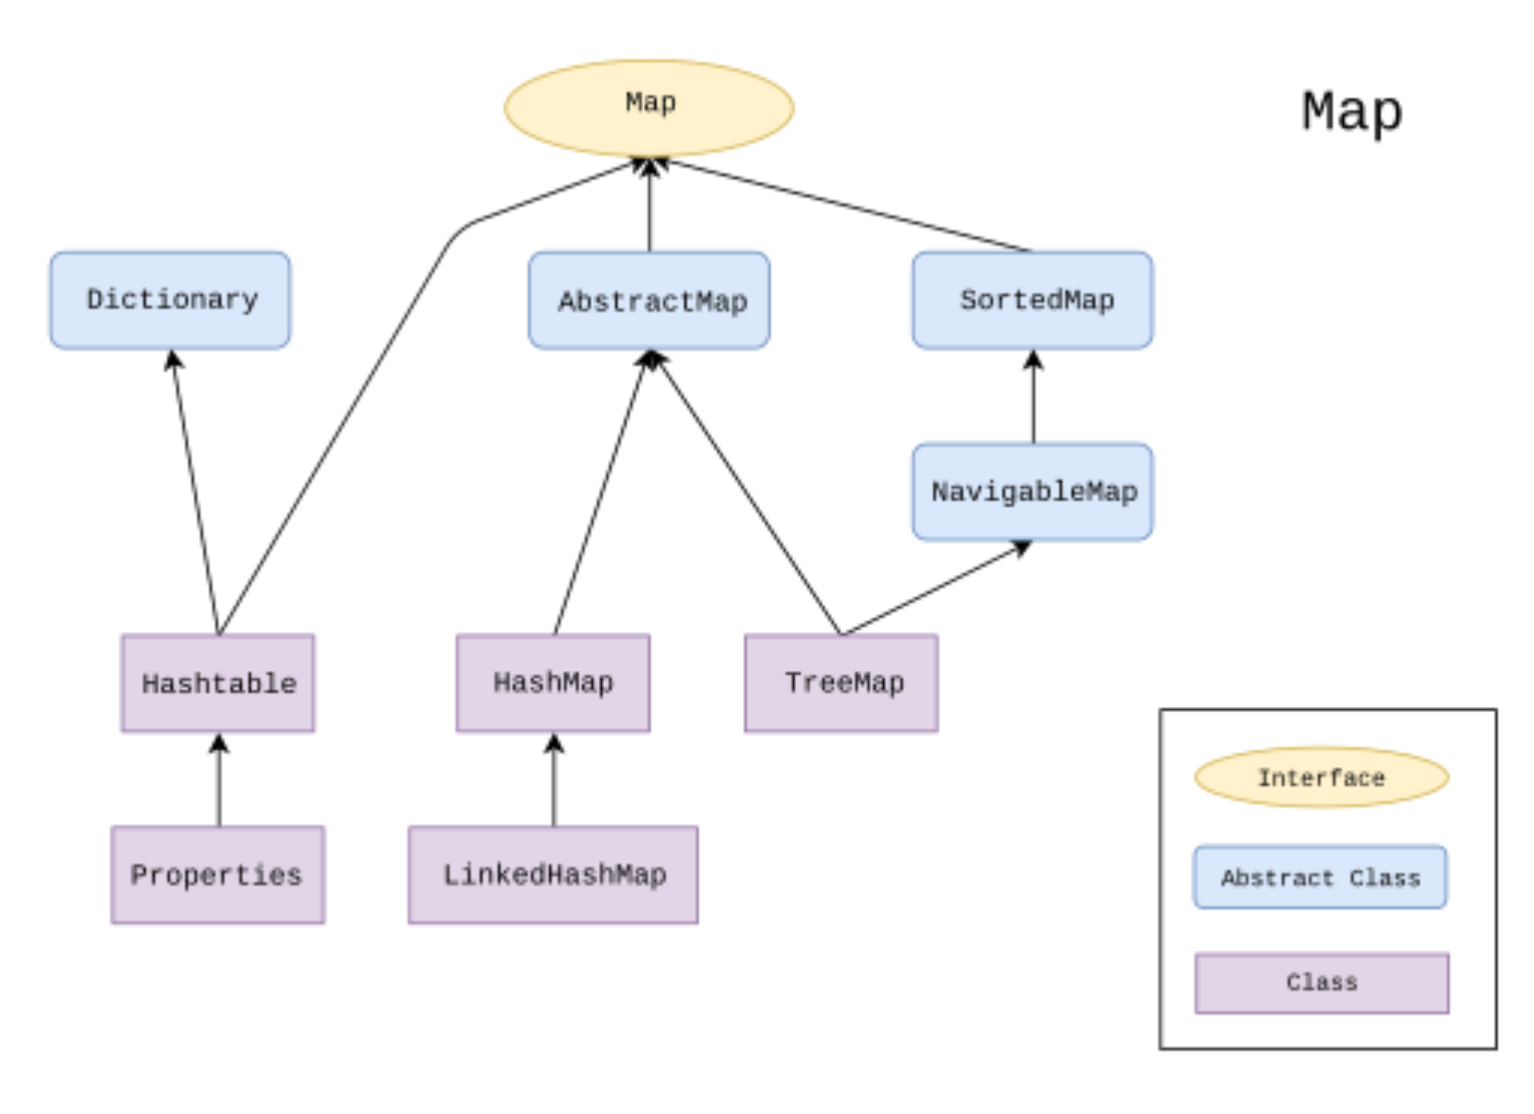 Map
Map
Dictionary
AbstractMap
SortedMap
NavigableMap
Hashtable
HashMap
TreeMap
Properties
LinkedHashMap
Interface
Abstract Class
Class